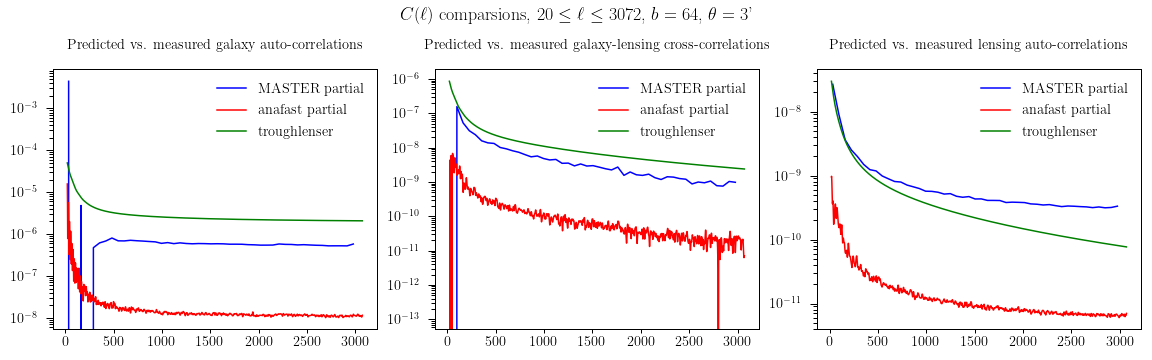 C(ℓ) comparsions, 20 ≤ ℓ ≤ 3072, b = 64, θ = 3'
Predicted vs. measured galaxy auto-correlations
MASTER partial
anafast partial
troughlenser
10⁻³
10⁻⁴
10⁻⁵
10⁻⁶
10⁻⁷
10⁻⁸
0 500 1000 1500 2000 2500 3000
Predicted vs. measured galaxy-lensing cross-correlations
MASTER partial
anafast partial
troughlenser
10⁻⁶
10⁻⁷
10⁻⁸
10⁻⁹
10⁻¹⁰
10⁻¹¹
10⁻¹²
10⁻¹³
0 500 1000 1500 2000 2500 3000
Predicted vs. measured lensing auto-correlations
MASTER partial
anafast partial
troughlenser
10⁻⁸
10⁻⁹
10⁻¹⁰
10⁻¹¹
0 500 1000 1500 2000 2500 3000